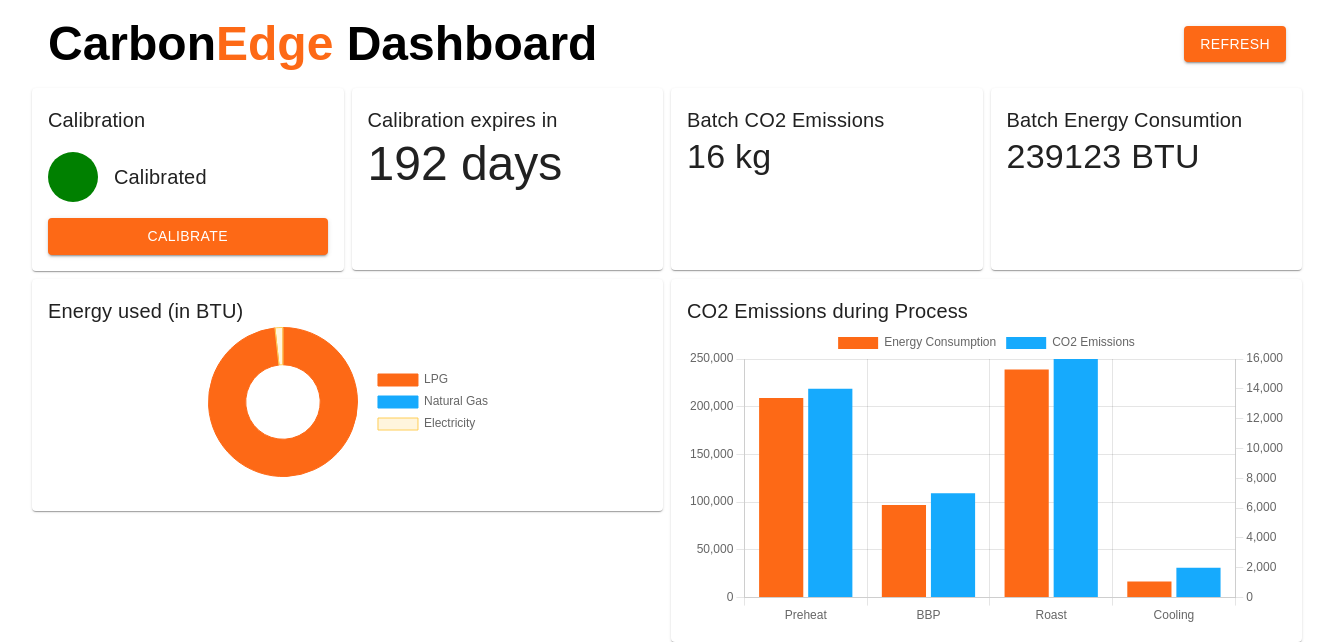 CarbonEdge Dashboard
REFRESH
Calibration
Calibrated
CALIBRATE
Calibration expires in
192 days
Batch CO2 Emissions
16 kg
Batch Energy Consumtion
239123 BTU
Energy used (in BTU)
LPG
Natural Gas
Electricity
CO2 Emissions during Process
Energy Consumption CO2 Emissions
250,000
200,000
150,000
100,000
50,000
0
16,000
14,000
12,000
10,000
8,000
6,000
4,000
2,000
0
Preheat BBP Roast Cooling